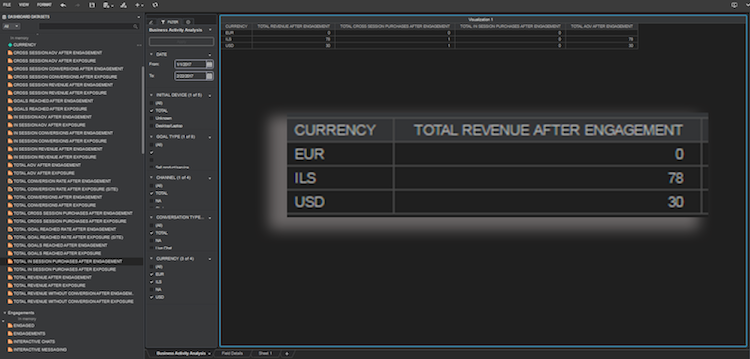 FILE VIEW FORMAT
DASHBOARD DATASETS
All
In memory
CURRENCY
CROSS SESSION AOV AFTER ENGAGEMENT
CROSS SESSION AOV AFTER EXPOSURE
CROSS SESSION CONVERSIONS AFTER ENGAGEMENT
CROSS SESSION CONVERSIONS AFTER EXPOSURE
CROSS SESSION REVENUE AFTER ENGAGEMENT
CROSS SESSION REVENUE AFTER EXPOSURE
GOALS REACHED AFTER ENGAGEMENT
GOALS REACHED AFTER EXPOSURE
IN SESSION AOV AFTER ENGAGEMENT
IN SESSION AOV AFTER EXPOSURE
IN SESSION CONVERSIONS AFTER ENGAGEMENT
IN SESSION CONVERSIONS AFTER EXPOSURE
IN SESSION REVENUE AFTER ENGAGEMENT
IN SESSION REVENUE AFTER EXPOSURE
TOTAL AOV AFTER ENGAGEMENT
TOTAL AOV AFTER EXPOSURE
TOTAL CONVERSION RATE AFTER ENGAGEMENT
TOTAL CONVERSION RATE AFTER EXPOSURE (SITE)
TOTAL CONVERSIONS AFTER ENGAGEMENT
TOTAL CONVERSIONS AFTER EXPOSURE
TOTAL CROSS SESSION PURCHASES AFTER ENGAGEMENT
TOTAL CROSS SESSION PURCHASES AFTER EXPOSURE
TOTAL GOAL REACHED RATE AFTER ENGAGEMENT
TOTAL GOAL REACHED RATE AFTER EXPOSURE (SITE)
TOTAL GOALS REACHED AFTER ENGAGEMENT
TOTAL GOALS REACHED AFTER EXPOSURE
TOTAL IN SESSION PURCHASES AFTER ENGAGEMENT
TOTAL IN SESSION PURCHASES AFTER EXPOSURE
TOTAL REVENUE AFTER ENGAGEMENT
TOTAL REVENUE AFTER EXPOSURE
TOTAL REVENUE WITHOUT CONVERSION AFTER ENGAGEM...
TOTAL REVENUE WITHOUT CONVERSION AFTER EXPOSURE
Engagements
In memory
ENGAGED
ENGAGEMENTS
INTERACTIVE CHATS
INTERACTIVE MESSAGING
FILTER
Business Activity Analysis
DATE
From: 1/1/2017
To: 2/23/2017
INITIAL DEVICE (1 of 5)
(All)
TOTAL
Unknown
Desktop/Laptop
GOAL TYPE (1 of 5)
(All)
CHANNEL (1 of 4)
(All)
TOTAL
NA
CONVERSATION TYPE...
(All)
TOTAL
NA
Live Chat
CURRENCY (3 of 4)
(All)
EUR
ILS
NA
USD
Visualization 1
CURRENCY TOTAL REVENUE AFTER ENGAGEMENT TOTAL CROSS SESSION PURCHASES AFTER ENGAGEMENT TOTAL IN SESSION PURCHASES AFTER ENGAGEMENT TOTAL AOV AFTER ENGAGEMENT
EUR 0 0 0
ILS 78 1 0 78
USD 30 1 0 30
CURRENCY TOTAL REVENUE AFTER ENGAGEMENT
EUR 0
ILS 78
USD 30
Business Activity Analysis Field Details Sheet 1 +